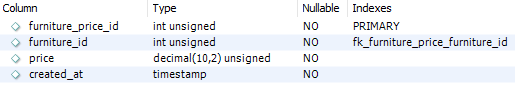 Column Type Nullable Indexes
furniture_price_id int unsigned NO PRIMARY
furniture_id int unsigned NO fk_furniture_price_furniture_id
price decimal(10,2) unsigned NO
created_at timestamp NO